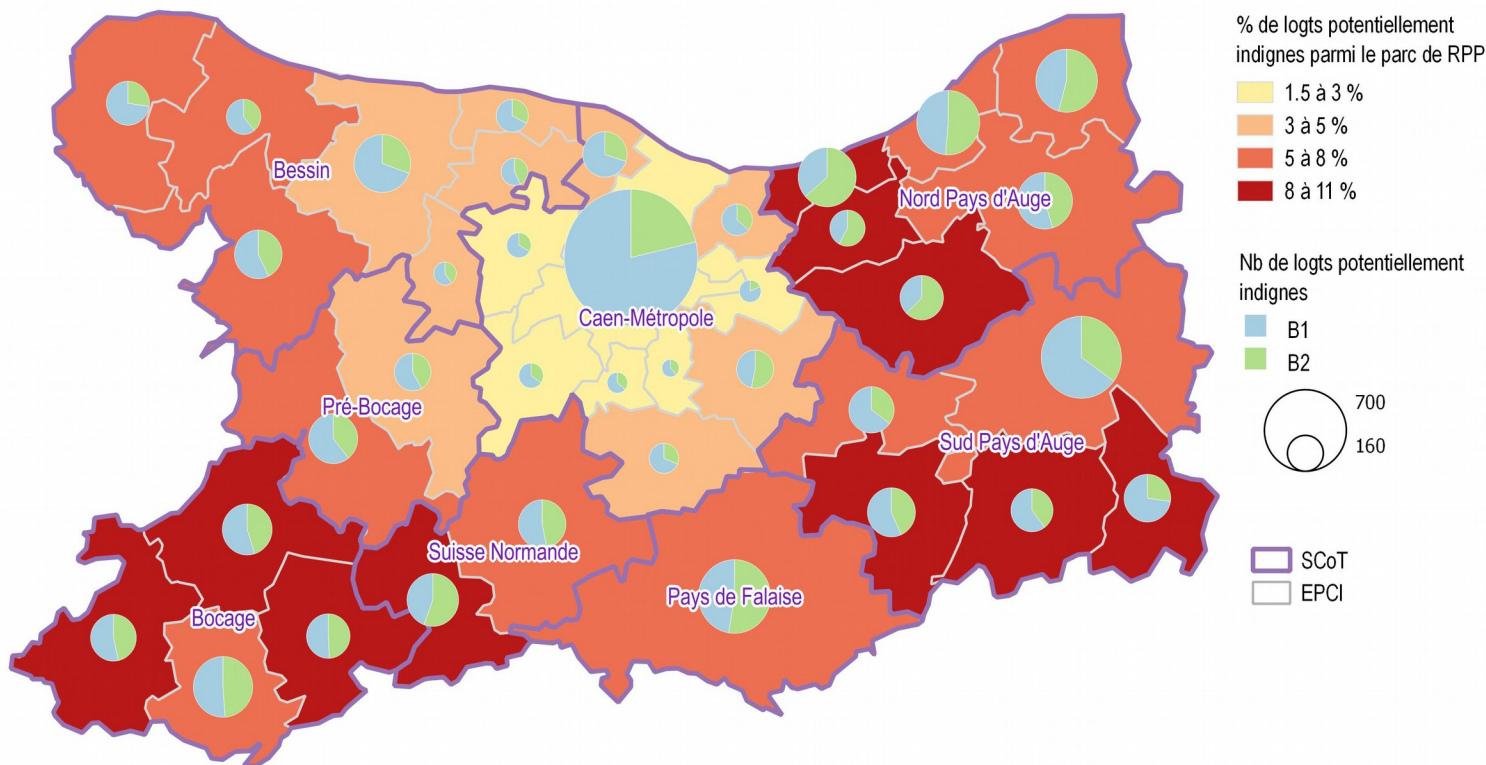 % de logts potentiellement
indignes parmi le parc de RPP
1.5 à 3 %
3 à 5 %
5 à 8 %
8 à 11 %
Nb de logts potentiellement
indignes
B1
B2
700
160
SCoT
EPCI
Bessin
Nord Pays d'Auge
Caen-Métropole
Pré-Bocage
Sud Pays d'Auge
Suisse Normande
Pays de Falaise
Bocage